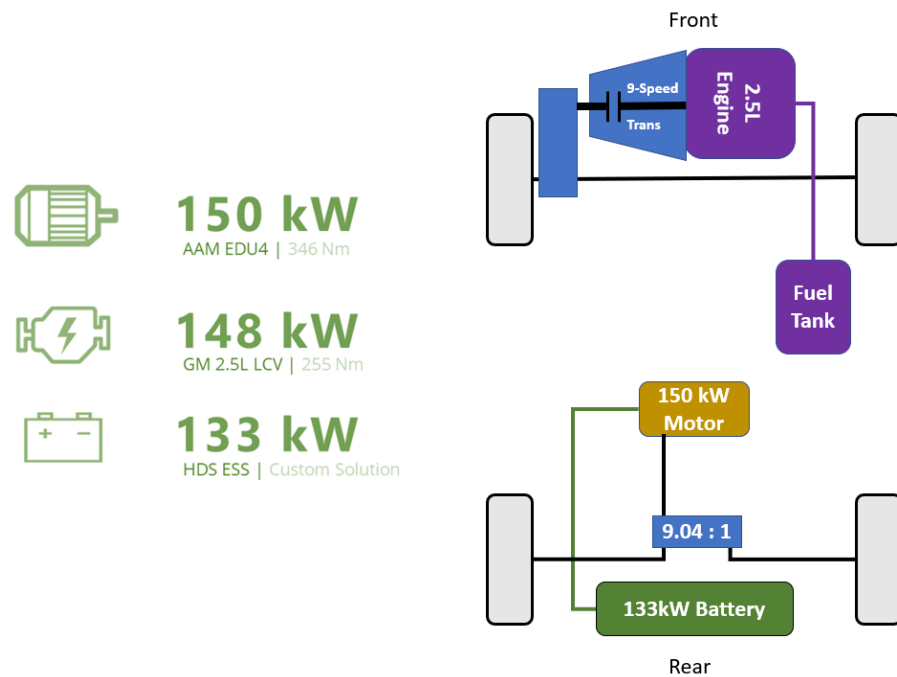 150 kW
AAM EDU4 | 346 Nm
148 kW
GM 2.5L LCV | 255 Nm
+ −
133 kW
HDS ESS | Custom Solution
Front
9-Speed
Trans
2.5L
Engine
Fuel
Tank
150 kW
Motor
9.04 : 1
133kW Battery
Rear